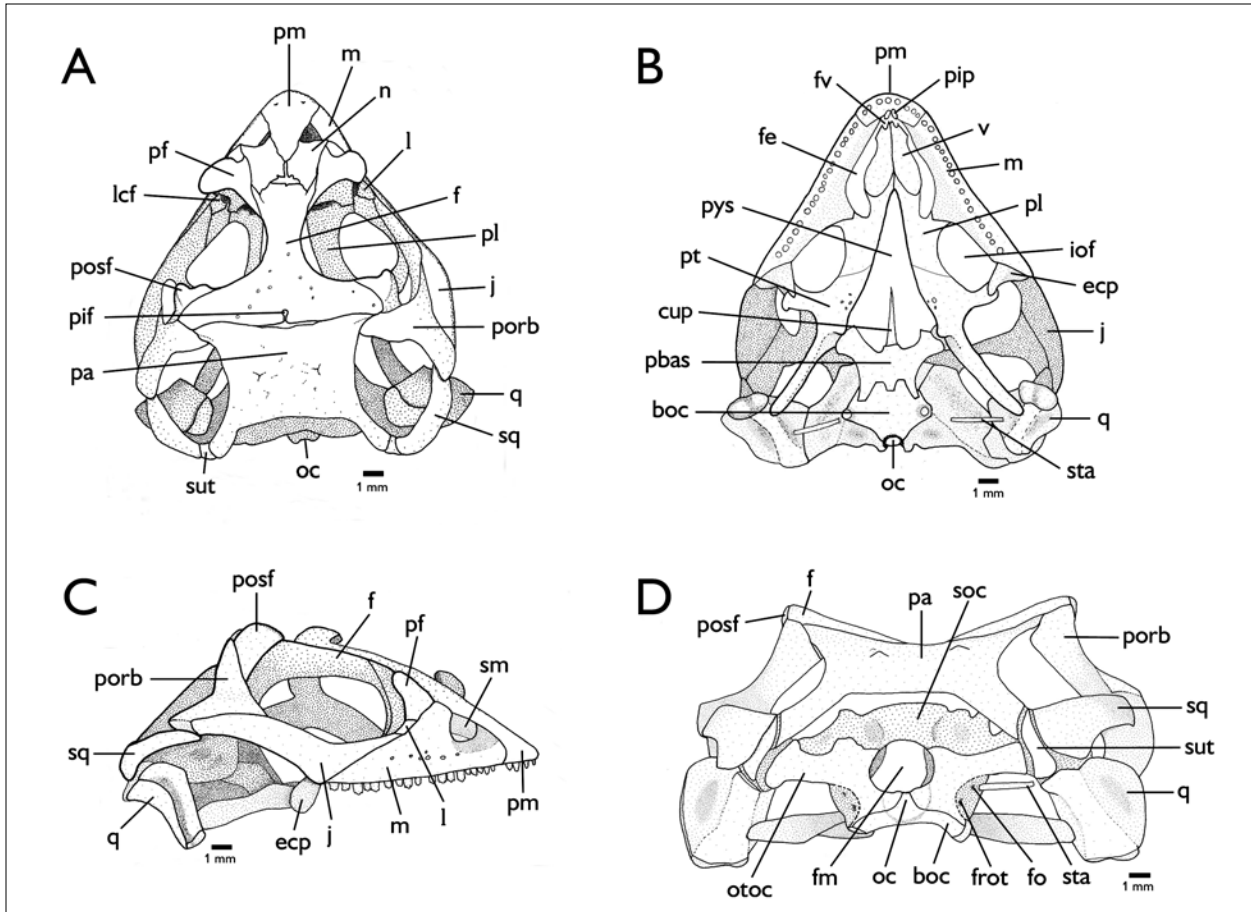 A
pm
m
n
pf
l
lcf
f
pl
posf
j
pif
porb
pa
q
sq
sut
oc
1 mm
B
pm
fv
pip
v
fe
m
pys
pl
iof
pt
ecp
cup
j
pbas
boc
q
oc
sta
1 mm
C
posf
f
pf
porb
sm
sq
q
ecp
j
m
l
pm
1 mm
D
f
pa
soc
posf
porb
sq
sut
q
otoc
fm
oc
boc
frot
fo
sta
1 mm